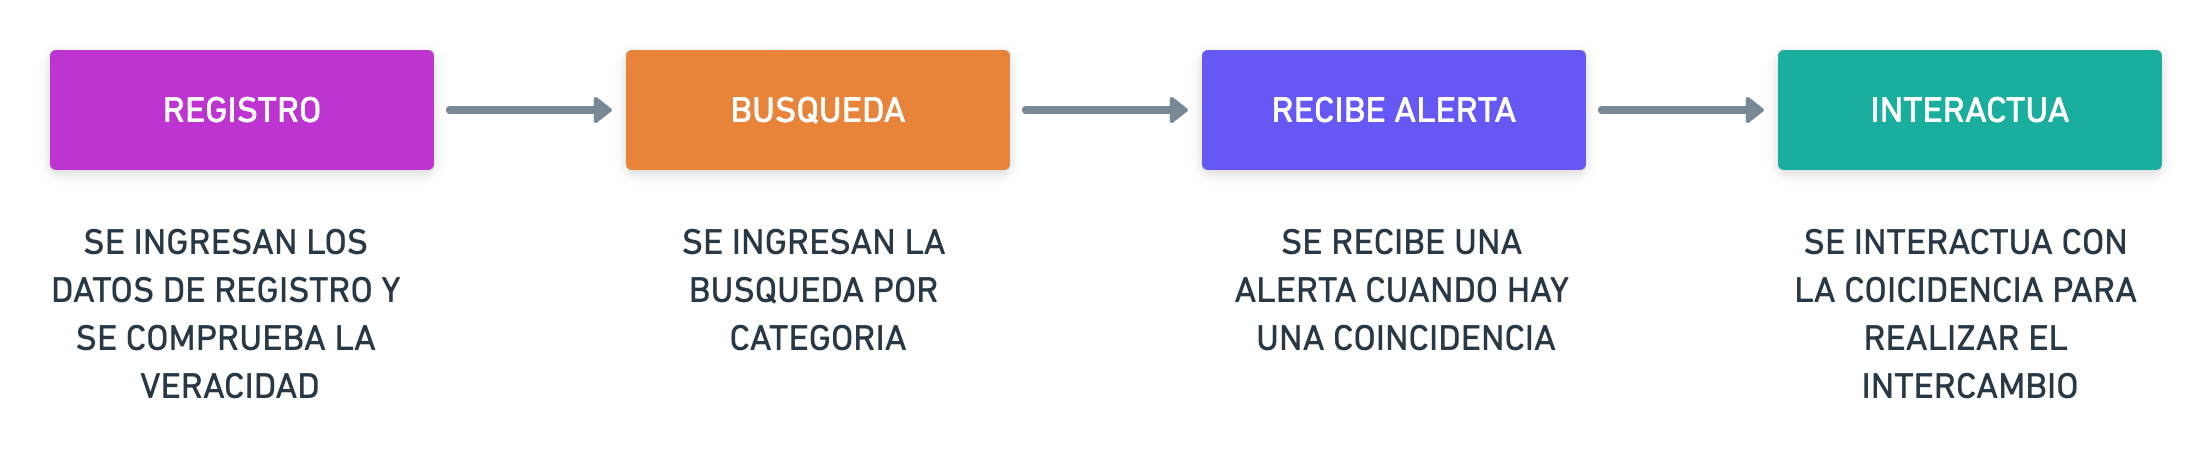 REGISTRO
BUSQUEDA
RECIBE ALERTA
INTERACTUA
SE INGRESAN LOS
DATOS DE REGISTRO Y
SE COMPRUEBA LA
VERACIDAD
SE INGRESAN LA
BUSQUEDA POR
CATEGORIA
SE RECIBE UNA
ALERTA CUANDO HAY
UNA COINCIDENCIA
SE INTERACTUA CON
LA COICIDENCIA PARA
REALIZAR EL
INTERCAMBIO